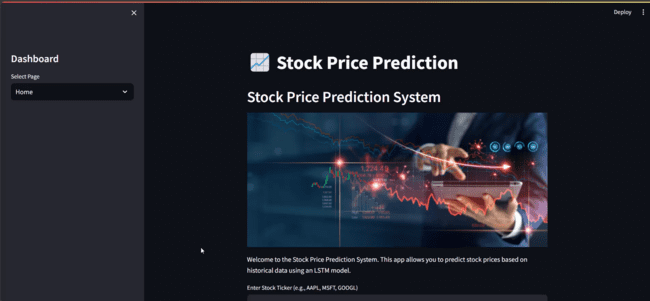 Deploy
Dashboard
Select Page
Home
Stock Price Prediction
Stock Price Prediction System
Welcome to the Stock Price Prediction System. This app allows you to predict stock prices based on
historical data using an LSTM model.
Enter Stock Ticker (e.g., AAPL, MSFT, GOOGL)